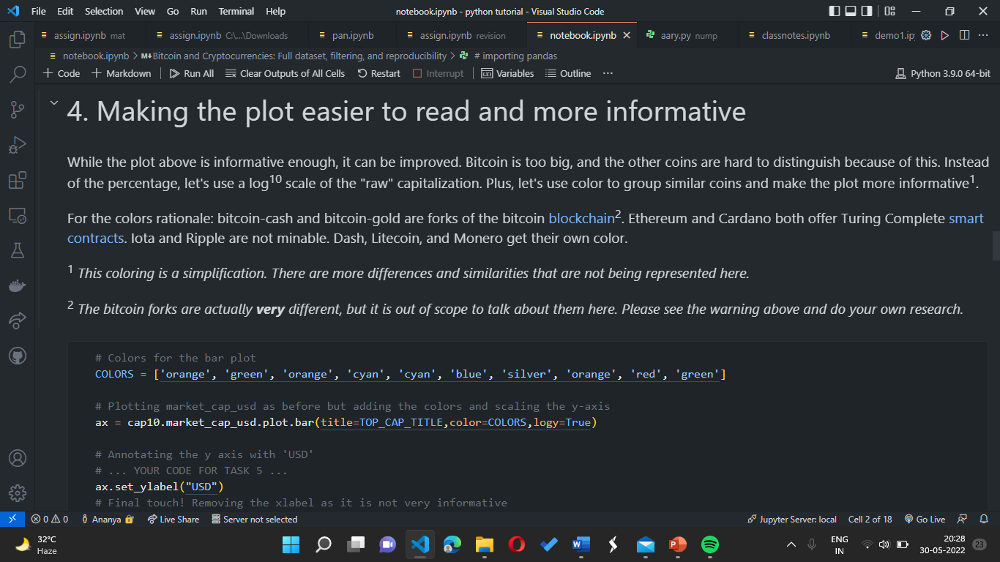 File Edit Selection View Go Run Terminal Help
notebook.ipynb - python tutorial - Visual Studio Code
assign.ipynb mat
assign.ipynb C:\...\Downloads
pan.ipynb
assign.ipynb revision
notebook.ipynb
aary.py nump
classnotes.ipynb
demo1.ip
notebook.ipynb > M↓Bitcoin and Cryptocurrencies: Full dataset, filtering, and reproducibility > # importing pandas
+ Code + Markdown Run All Clear Outputs of All Cells Restart Interrupt Variables Outline ...
Python 3.9.0 64-bit
4. Making the plot easier to read and more informative
While the plot above is informative enough, it can be improved. Bitcoin is too big, and the other coins are hard to distinguish because of this. Instead
of the percentage, let's use a log10 scale of the "raw" capitalization. Plus, let's use color to group similar coins and make the plot more informative1.
For the colors rationale: bitcoin-cash and bitcoin-gold are forks of the bitcoin blockchain2. Ethereum and Cardano both offer Turing Complete smart
contracts. Iota and Ripple are not minable. Dash, Litecoin, and Monero get their own color.
1 This coloring is a simplification. There are more differences and similarities that are not being represented here.
2 The bitcoin forks are actually very different, but it is out of scope to talk about them here. Please see the warning above and do your own research.
# Colors for the bar plot
COLORS = ['orange', 'green', 'orange', 'cyan', 'cyan', 'blue', 'silver', 'orange', 'red', 'green']
# Plotting market_cap_usd as before but adding the colors and scaling the y-axis
ax = cap10.market_cap_usd.plot.bar(title=TOP_CAP_TITLE,color=COLORS,logy=True)
# Annotating the y axis with 'USD'
# ... YOUR CODE FOR TASK 5 ...
ax.set_ylabel("USD")
# Final touch! Removing the xlabel as it is not very informative
0 0 Ananya Live Share Server not selected
Jupyter Server: local Cell 2 of 18 Go Live
32°C
Haze
ENG
IN
20:28
30-05-2022
23